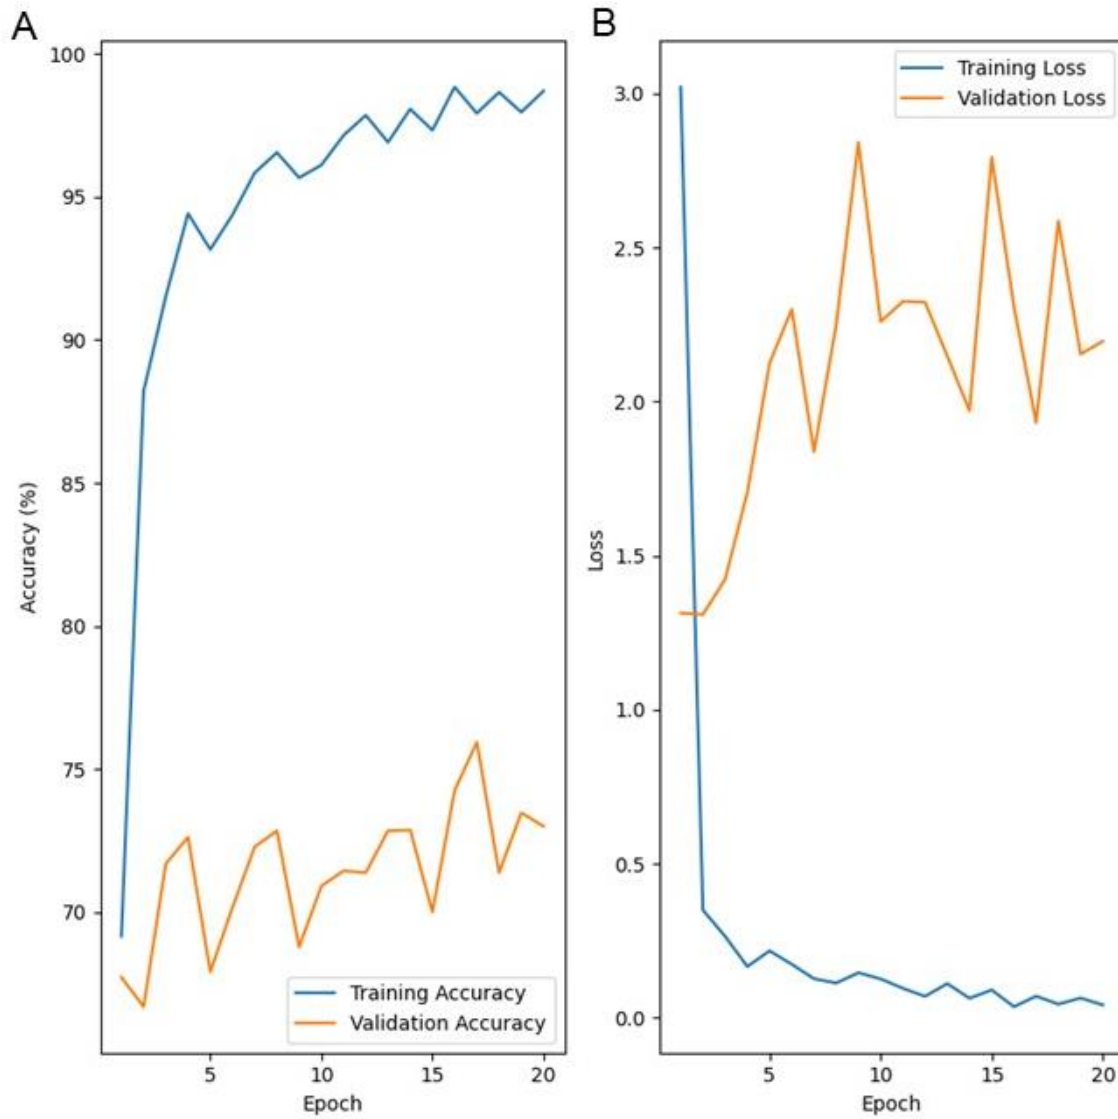 A
100
95
90
85
80
75
70
Accuracy (%)
5
10
15
20
Epoch
Training Accuracy
Validation Accuracy
B
3.0
2.5
2.0
1.5
1.0
0.5
0.0
Loss
5
10
15
20
Epoch
Training Loss
Validation Loss